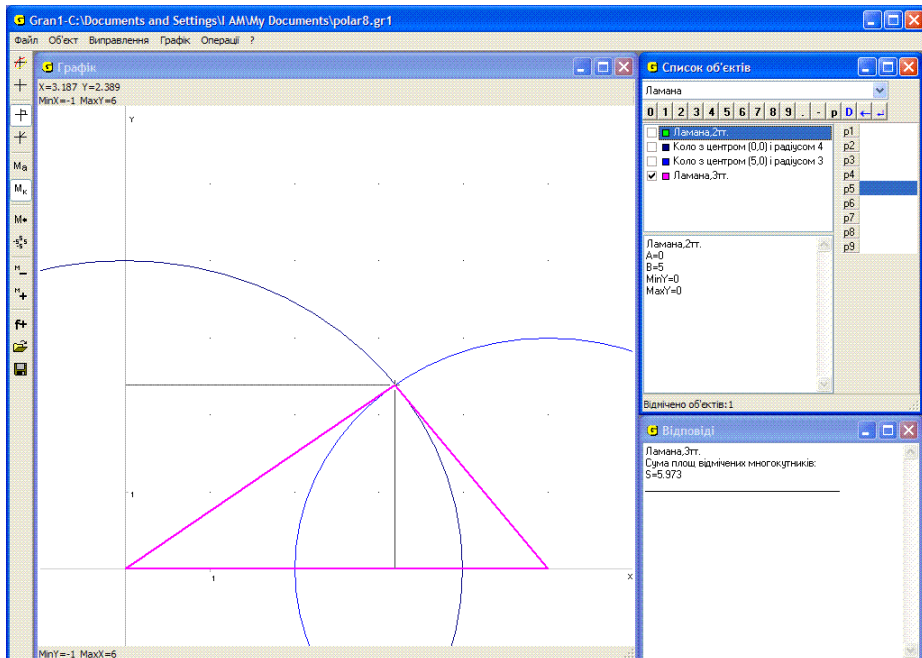 Gran1-C:\Documents and Settings\I AM\My Documents\polar8.gr1
Файл Об'єкт Виправлення Графік Операції ?
Графік
X=3.187 Y=2.389
MinX=-1 MaxY=6
Y
1
1
X
MinY=-1 MaxX=6
Ma
Mк
M*
M
M+
f+
Список об'єктів
Ламана
0 1 2 3 4 5 6 7 8 9 . - p D ← ↵
Ламана,2тт.
Коло з центром (0,0) і радіусом 4
Коло з центром (5,0) і радіусом 3
Ламана,3тт.
p1
p2
p3
p4
p5
p6
p7
p8
p9
Ламана,2тт.
A=0
B=5
MinY=0
MaxY=0
Відмічено об'єктів:1
Відповіді
Ламана,3тт.
Сума площ відмічених многокутників:
S=5.973